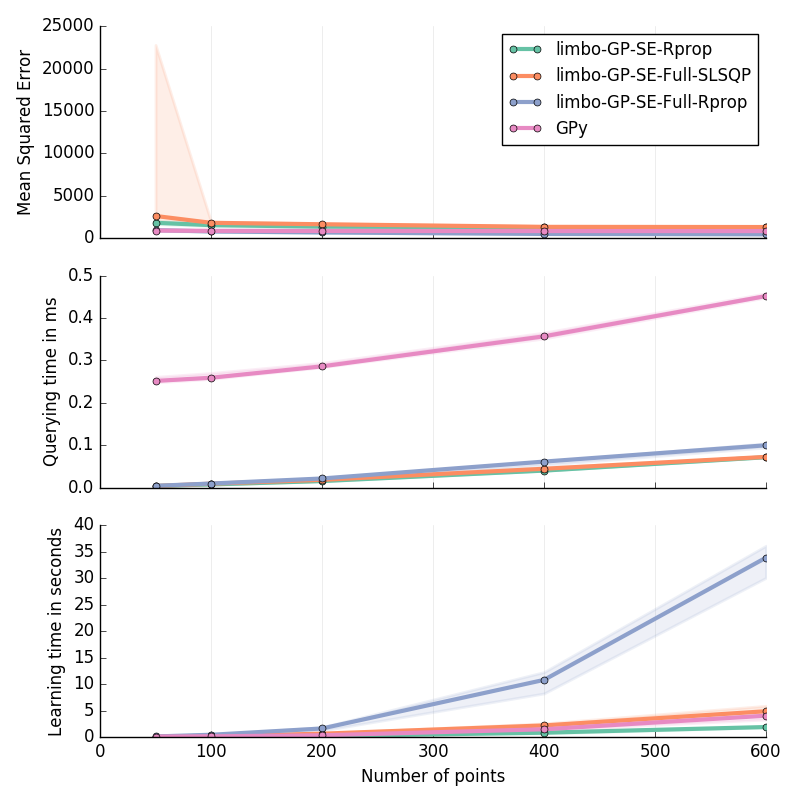 25000
20000
15000
10000
5000
0
Mean Squared Error
limbo-GP-SE-Rprop
limbo-GP-SE-Full-SLSQP
limbo-GP-SE-Full-Rprop
GPy
0.5
0.4
0.3
0.2
0.1
0.0
Querying time in ms
40
35
30
25
20
15
10
5
0
Learning time in seconds
0 100 200 300 400 500 600
Number of points